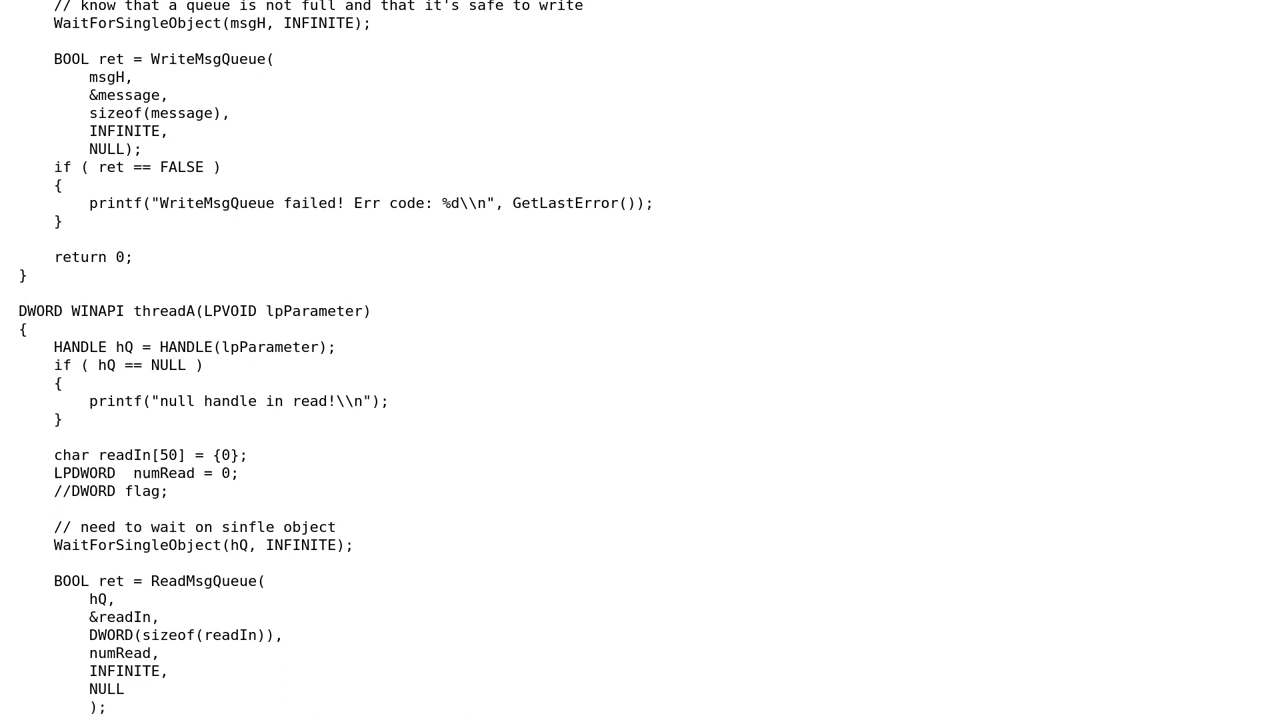 // know that a queue is not full and that it's safe to write
    WaitForSingleObject(msgH, INFINITE);

    BOOL ret = WriteMsgQueue(
        msgH,
        &message,
        sizeof(message),
        INFINITE,
        NULL);
    if ( ret == FALSE )
    {
        printf("WriteMsgQueue failed! Err code: %d\\n", GetLastError());
    }

    return 0;
}

DWORD WINAPI threadA(LPVOID lpParameter)
{
    HANDLE hQ = HANDLE(lpParameter);
    if ( hQ == NULL )
    {
        printf("null handle in read!\\n");
    }

    char readIn[50] = {0};
    LPDWORD  numRead = 0;
    //DWORD flag;

    // need to wait on sinfle object
    WaitForSingleObject(hQ, INFINITE);

    BOOL ret = ReadMsgQueue(
        hQ,
        &readIn,
        DWORD(sizeof(readIn)),
        numRead,
        INFINITE,
        NULL
        );